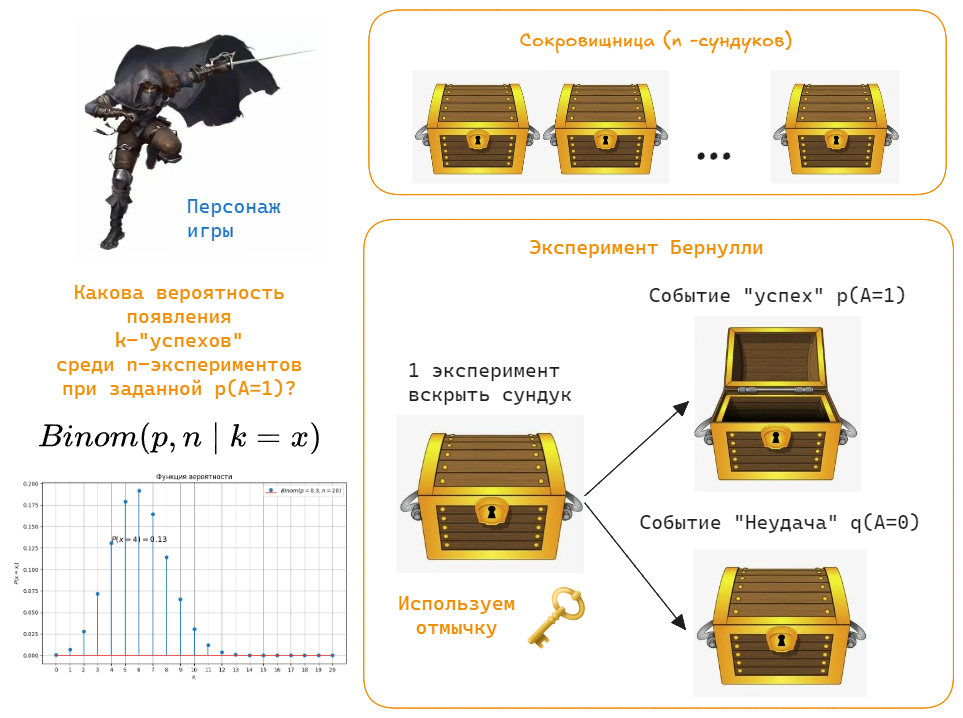 Сокровищница (n -сундуков)
...
Персонаж
игры
Какова вероятность
появления
k-"успехов"
среди n-экспериментов
при заданной p(A=1)?
Binom(p, n | k = x)
Функция вероятности
Binom(p = 0.3, n = 20)
0.200
0.175
0.150
0.125
0.100
0.075
0.050
0.025
0.000
P(x = 4) = 0.13
P(X = xᵢ)
0 1 2 3 4 5 6 7 8 9 10 11 12 13 14 15 16 17 18 19 20
xᵢ
Эксперимент Бернулли
Событие "успех" p(A=1)
1 эксперимент
вскрыть сундук
Событие "Неудача" q(A=0)
Используем
отмычку